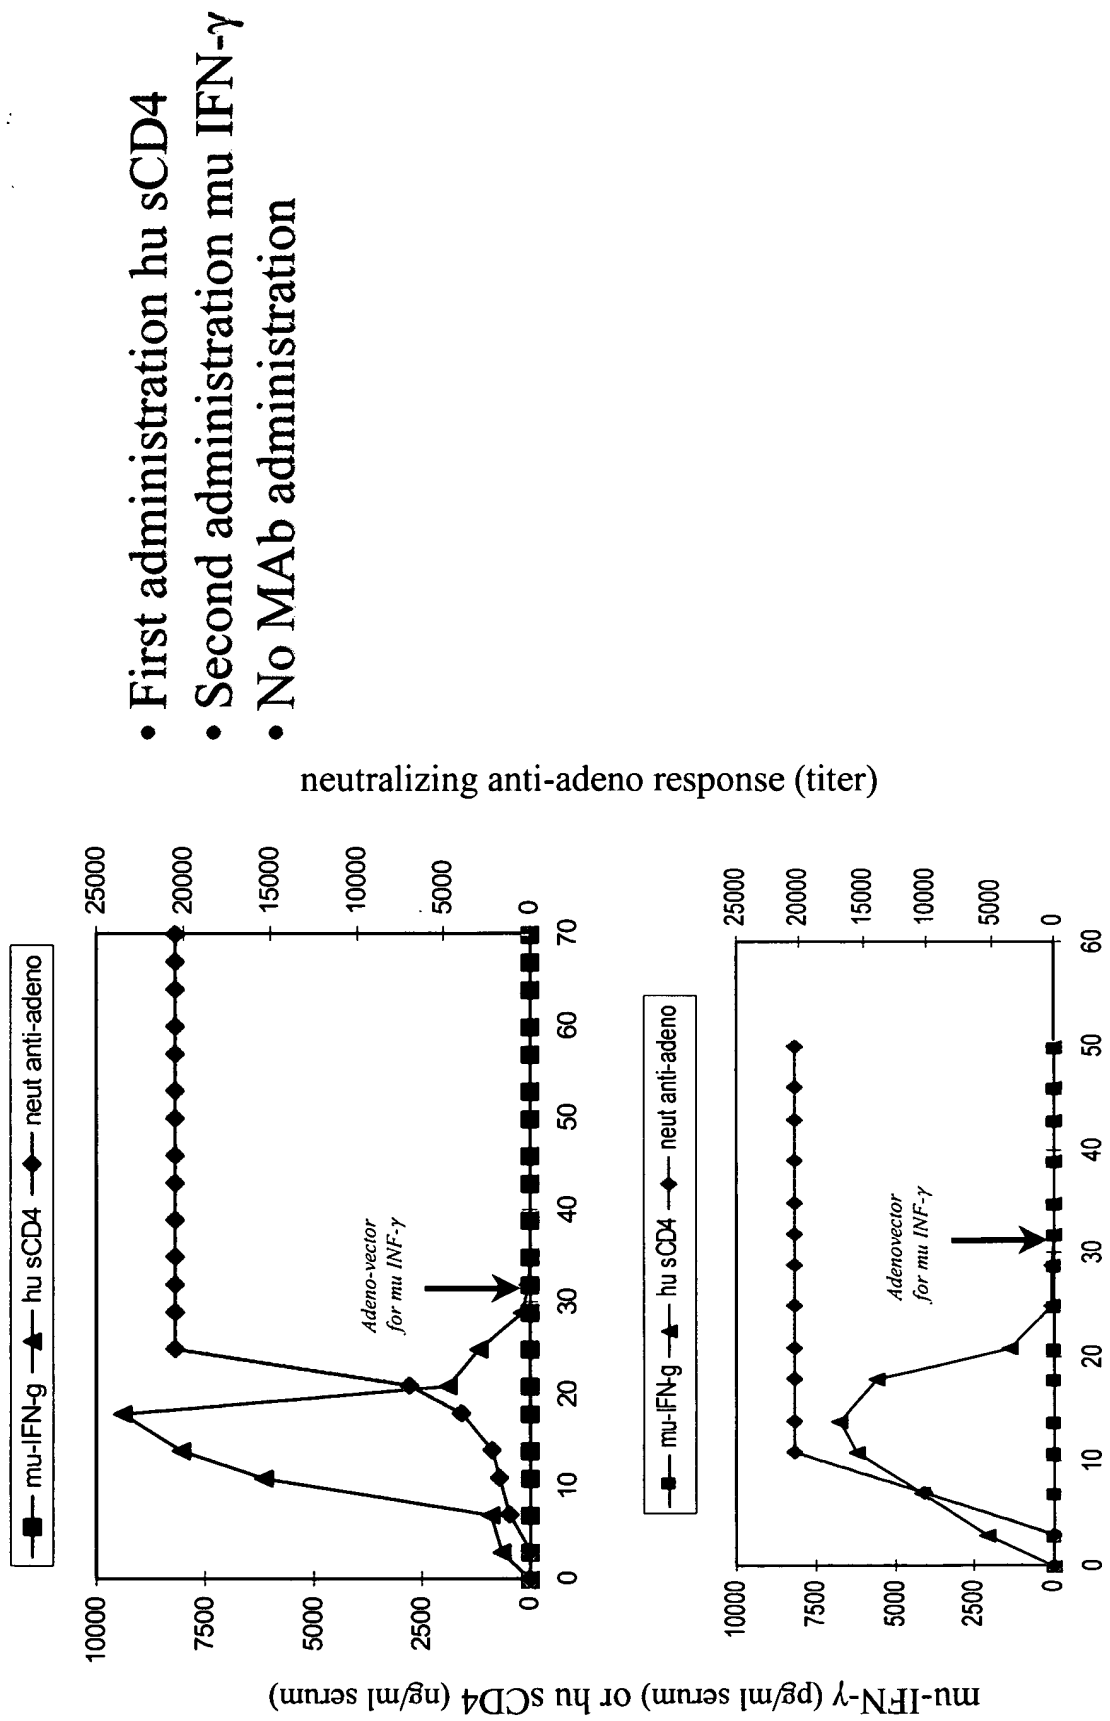 • First administration hu sCD4
• Second administration mu IFN-γ
• No MAb administration
mu-IFN-γ (pg/ml serum) or hu sCD4 (ng/ml serum)
neutralizing anti-adeno response (titer)
mu-IFN-g hu sCD4 neut anti-adeno
10000
7500
5000
2500
0
25000
20000
15000
10000
5000
0
Adeno-vector
for mu INF-γ
0 10 20 30 40 50 60 70
mu-IFN-g hu sCD4 neut anti-adeno
10000
7500
5000
2500
0
25000
20000
15000
10000
5000
0
Adenovector
for mu INF-γ
0 10 20 30 40 50 60